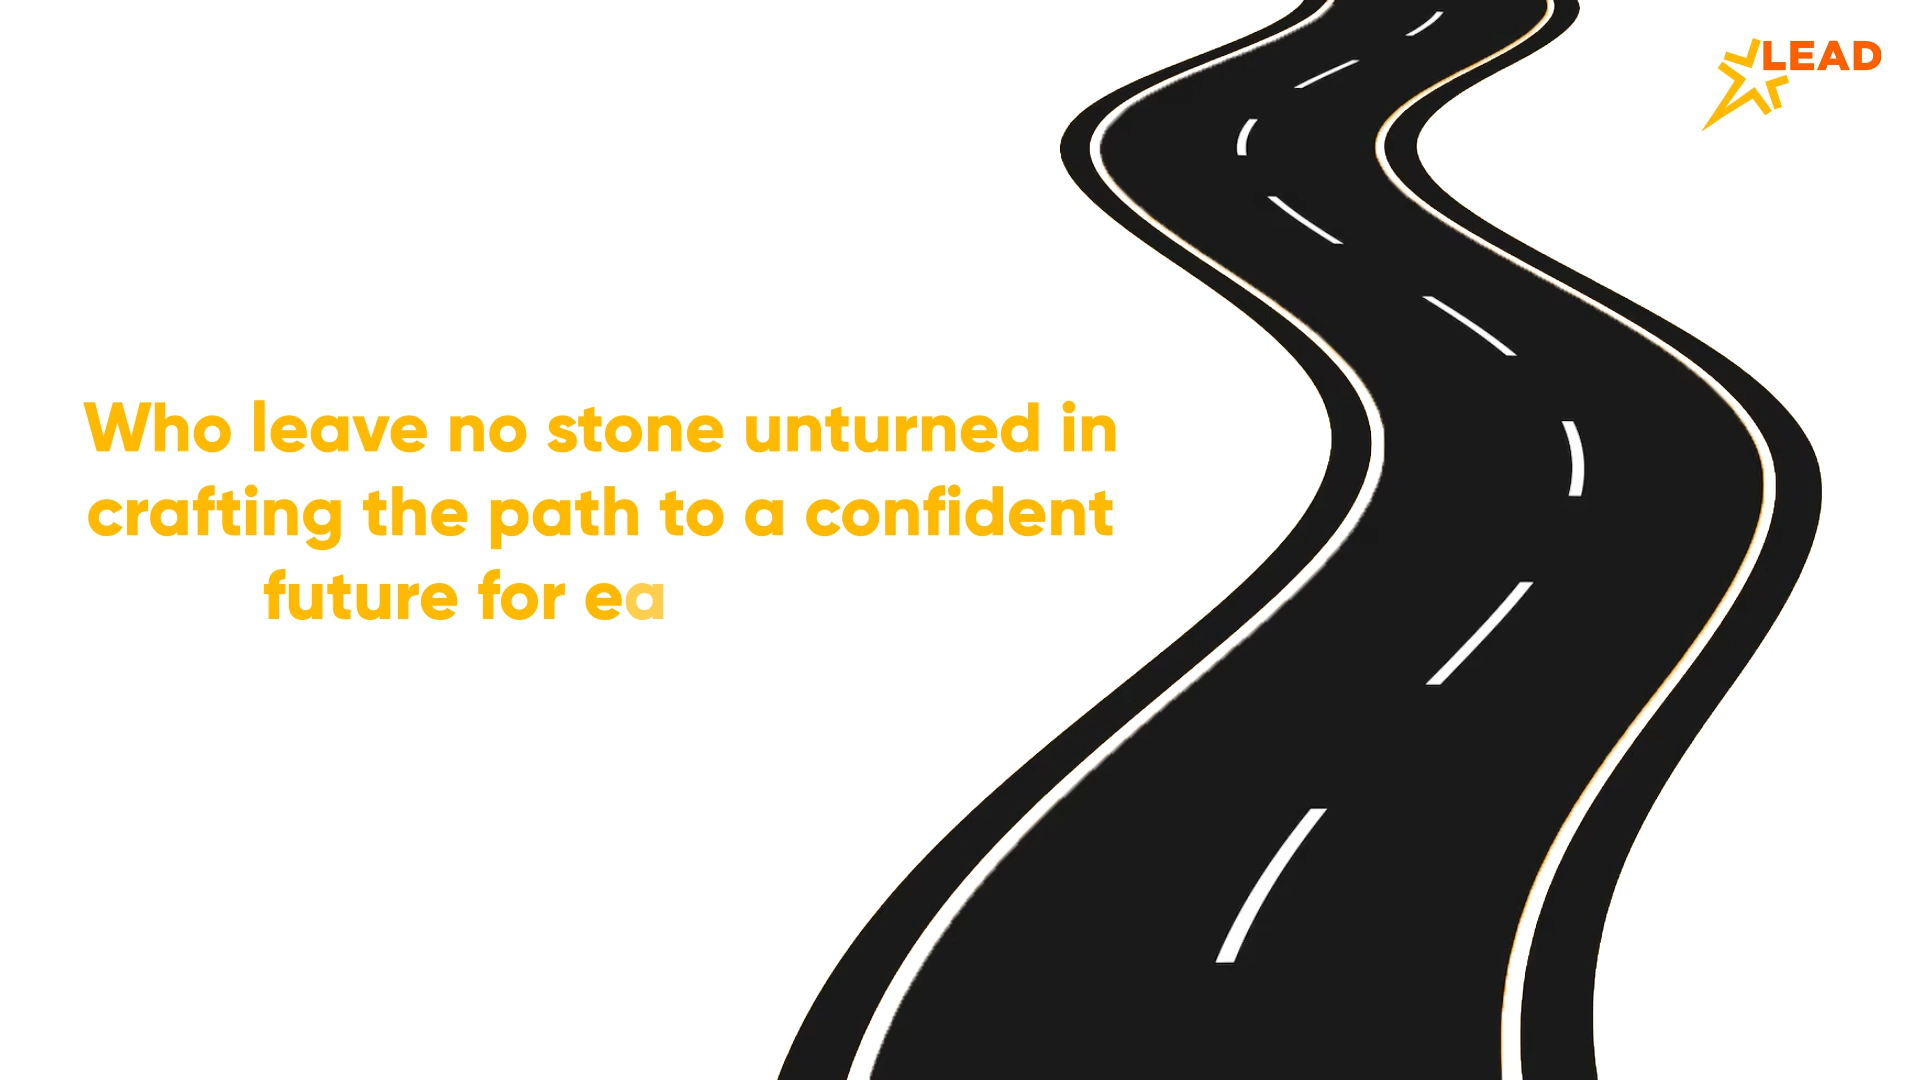 LEAD
Who leave no stone unturned in
crafting the path to a confident
future for ea